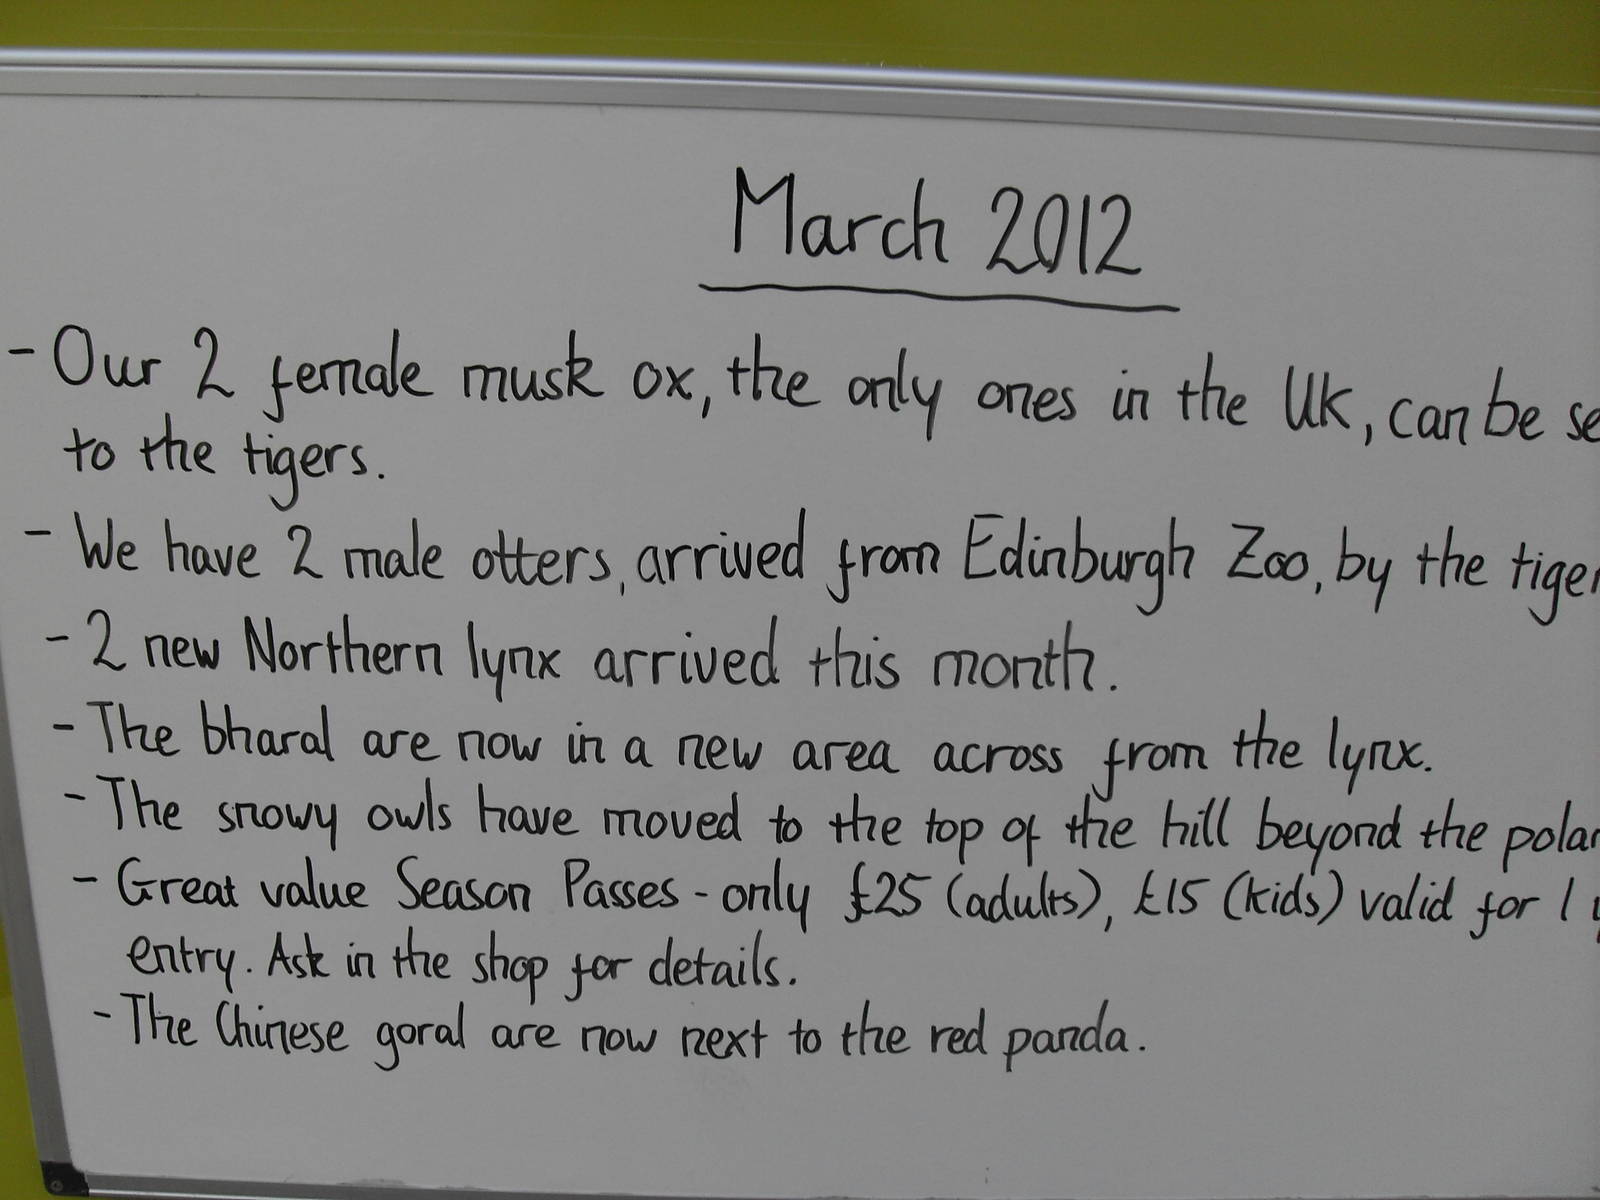 March 2012
- Our 2 female musk ox, the only ones in the UK, can be se
to the tigers.
- We have 2 male otters, arrived from Edinburgh Zoo, by the tiger
- 2 new Northern lynx arrived this month.
- The bharal are now in a new area across from the lynx.
- The snowy owls have moved to the top of the hill beyond the polar
- Great value Season Passes - only £25 (adults), £15 (kids) valid for 1
entry. Ask in the shop for details.
- The Chinese goral are now next to the red panda.